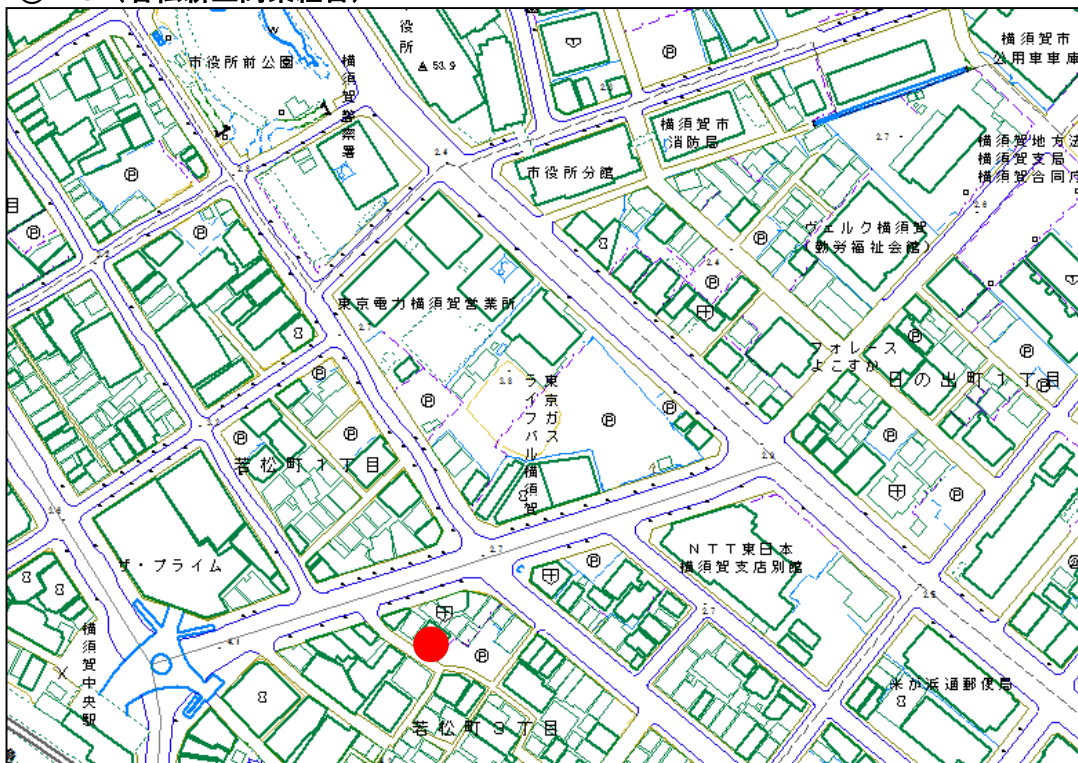 市役所前公園
横須賀警察署
役所
53.9
横須賀市
消防局
市役所分館
横須賀市
公用車車庫
横須賀地方法
横須賀支局
横須賀合同庁
ヴェルク横須賀
(勤労福祉会館)
東京電力横須賀営業所
東京ガス
ライフバル横須賀
フォレース
よこすか
日の出町1丁目
若松町1丁目
ザ・プライム
NTT東日本
横須賀支店別館
横須賀中央駅
若松町3丁目
米が浜通郵便局